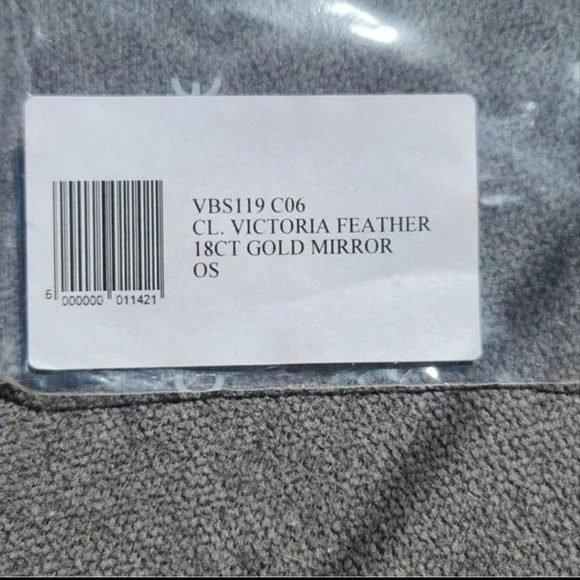 VBS119 C06
CL. VICTORIA FEATHER
18CT GOLD MIRROR
OS
5 000000 011421